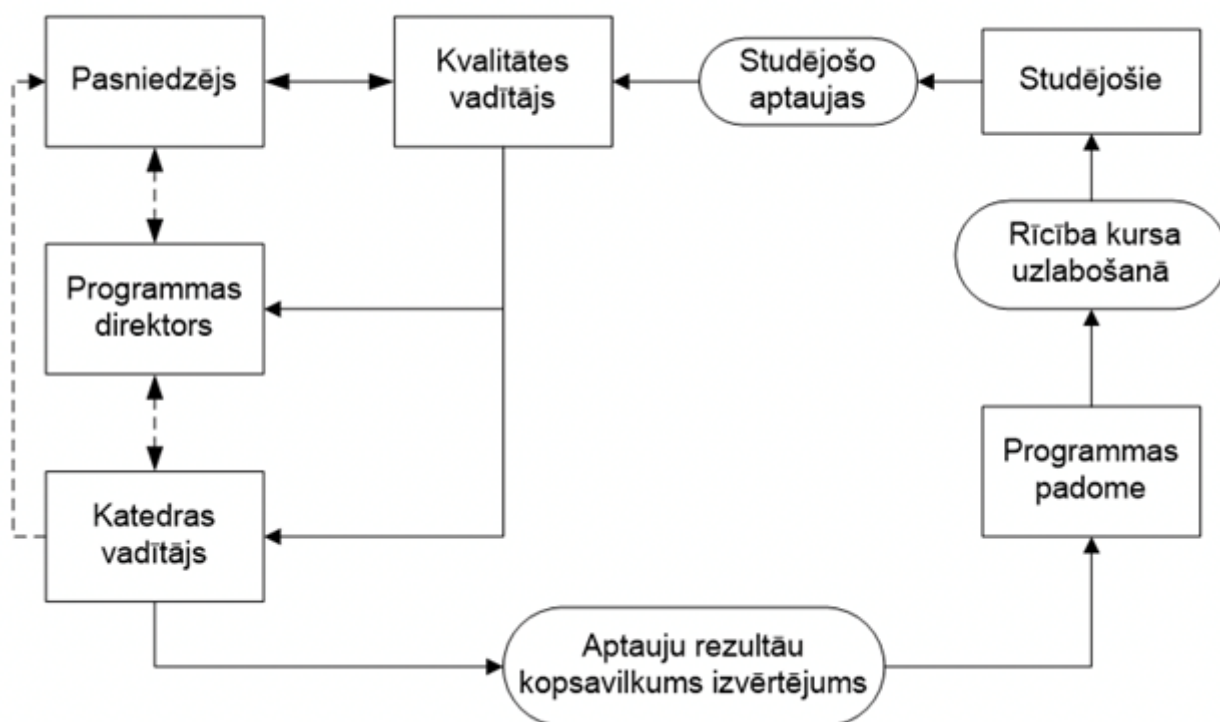 Pasniedzējs
Kvalitātes
vadītājs
Studējošo
aptaujas
Studējošie
Rīcība kursa
uzlabošanā
Programmas
direktors
Programmas
padome
Katedras
vadītājs
Aptauju rezultāu
kopsavilkums izvērtējums